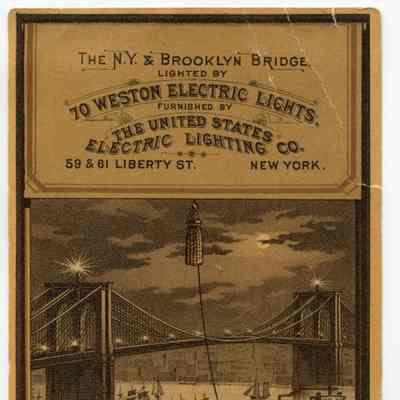 THE N.Y. & BROOKLYN BRIDGE.
LIGHTED BY
70 WESTON ELECTRIC LIGHTS.
FURNISHED BY
THE UNITED STATES
ELECTRIC LIGHTING CO.
59 & 61 LIBERTY ST. NEW YORK.